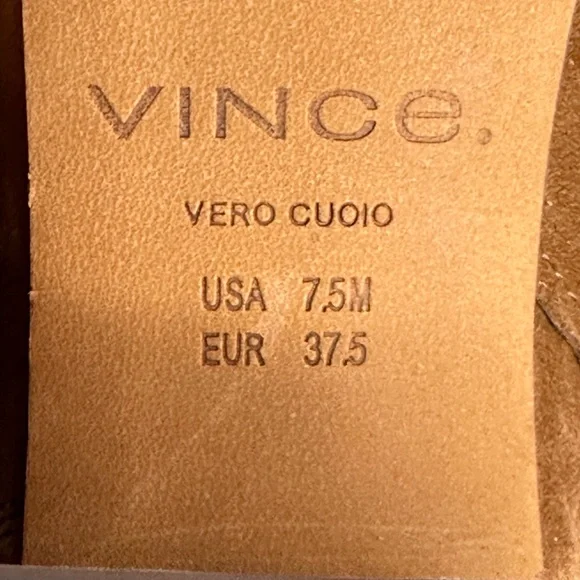 VINCe.
VERO CUOIO
USA 7.5M
EUR 37.5